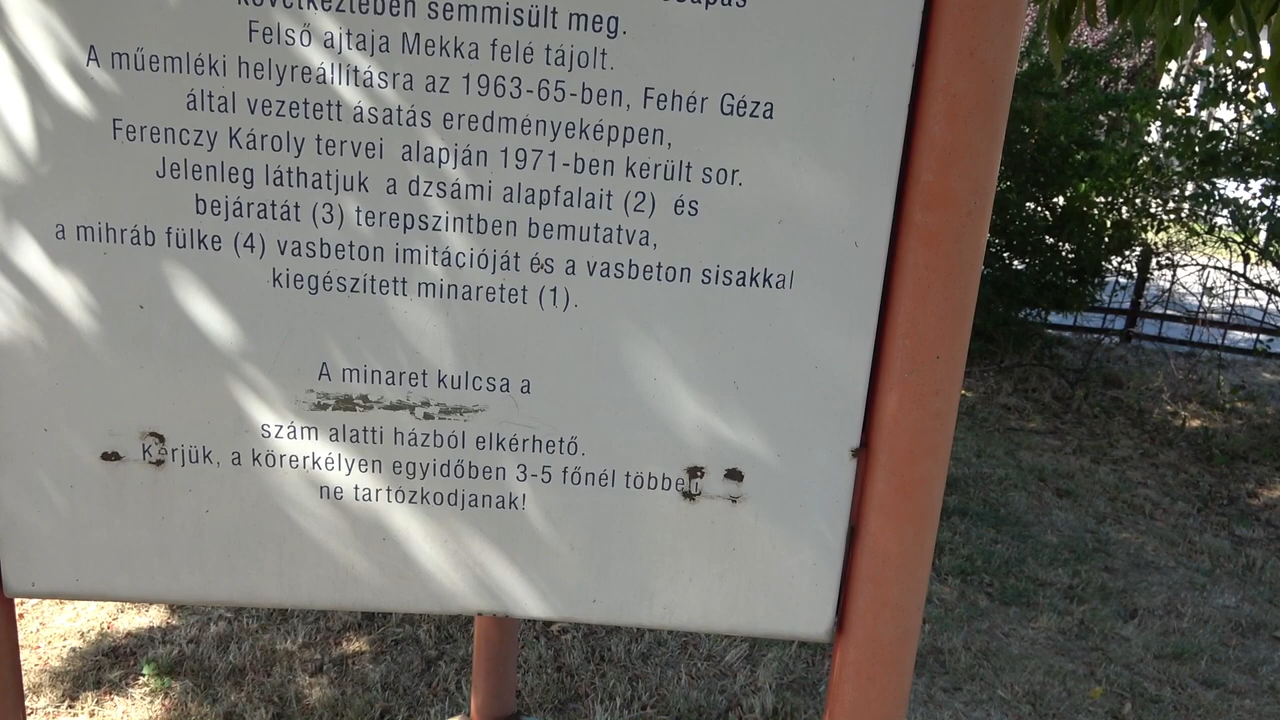 következtében semmisült meg.
Felső ajtaja Mekka felé tájolt.
A műemléki helyreállításra az 1963-65-ben, Fehér Géza
által vezetett ásatás eredményeképpen,
Ferenczy Károly tervei alapján 1971-ben került sor.
Jelenleg láthatjuk a dzsámi alapfalait (2) és
bejáratát (3) terepszintben bemutatva,
a mihráb fülke (4) vasbeton imitációját és a vasbeton sisakkal
kiegészített minaretet (1).
A minaret kulcsa a
szám alatti házból elkérhető.
Kérjük, a körerkélyen egyidőben 3-5 főnél többen
ne tartózkodjanak!